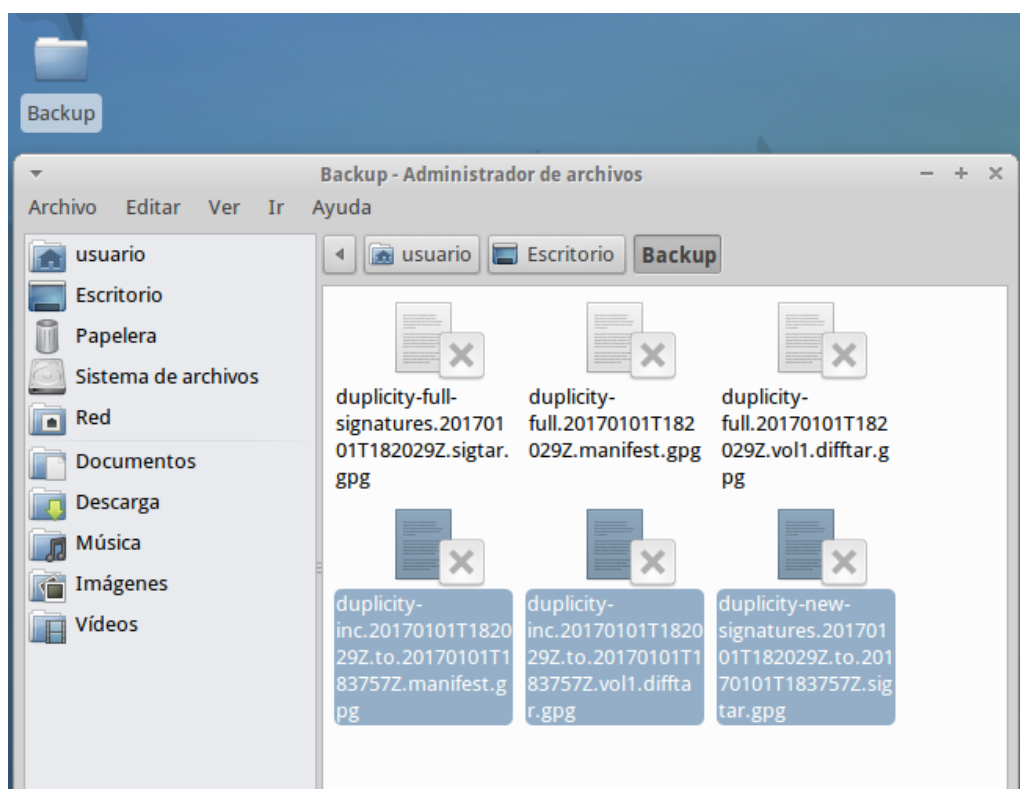 Backup
Backup - Administrador de archivos
Archivo Editar Ver Ir Ayuda
usuario
Escritorio
Papelera
Sistema de archivos
Red
Documentos
Descarga
Música
Imágenes
Vídeos
usuario Escritorio Backup
duplicity-full-
signatures.201701
01T182029Z.sigtar.
gpg
duplicity-
full.20170101T182
029Z.manifest.gpg
duplicity-
full.20170101T182
029Z.vol1.difftar.g
pg
duplicity-
inc.20170101T1820
29Z.to.20170101T1
83757Z.manifest.g
pg
duplicity-
inc.20170101T1820
29Z.to.20170101T1
83757Z.vol1.diffta
r.gpg
duplicity-new-
signatures.201701
01T182029Z.to.201
70101T183757Z.sig
tar.gpg